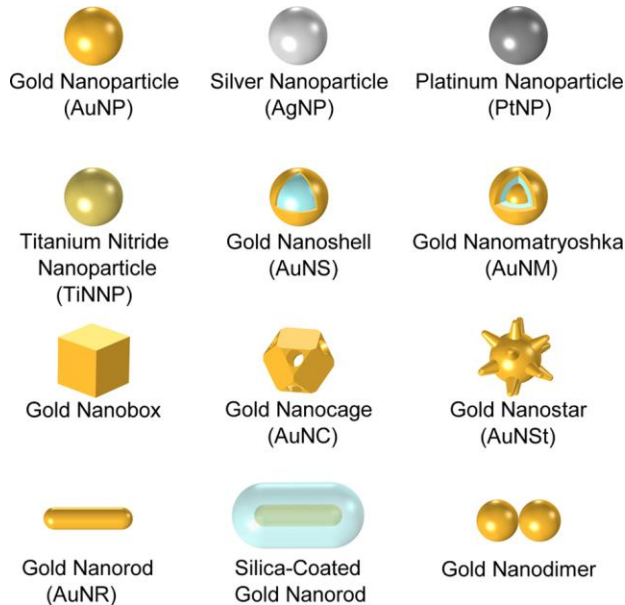 Gold Nanoparticle
(AuNP)
Silver Nanoparticle
(AgNP)
Platinum Nanoparticle
(PtNP)
Titanium Nitride
Nanoparticle
(TiNNP)
Gold Nanoshell
(AuNS)
Gold Nanomatryoshka
(AuNM)
Gold Nanobox
Gold Nanocage
(AuNC)
Gold Nanostar
(AuNSt)
Gold Nanorod
(AuNR)
Silica-Coated
Gold Nanorod
Gold Nanodimer